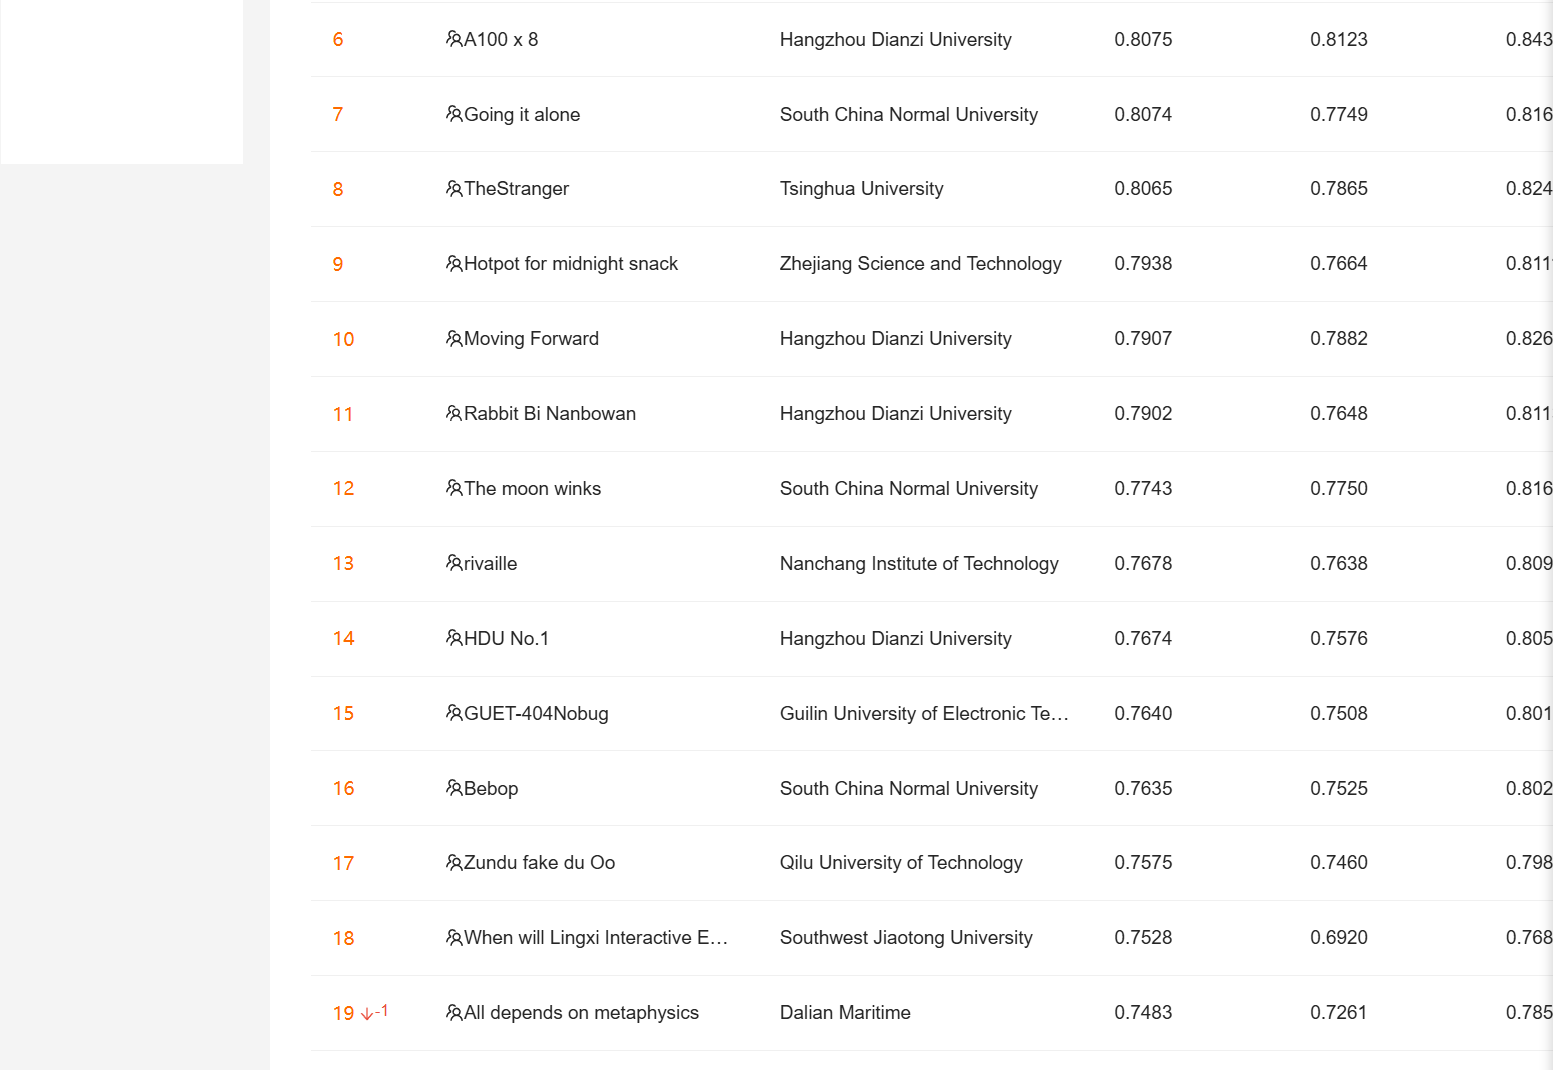 6 A100 x 8 Hangzhou Dianzi University 0.8075 0.8123 0.843
7 Going it alone South China Normal University 0.8074 0.7749 0.816
8 TheStranger Tsinghua University 0.8065 0.7865 0.824
9 Hotpot for midnight snack Zhejiang Science and Technology 0.7938 0.7664 0.811
10 Moving Forward Hangzhou Dianzi University 0.7907 0.7882 0.826
11 Rabbit Bi Nanbowan Hangzhou Dianzi University 0.7902 0.7648 0.811
12 The moon winks South China Normal University 0.7743 0.7750 0.816
13 rivaille Nanchang Institute of Technology 0.7678 0.7638 0.809
14 HDU No.1 Hangzhou Dianzi University 0.7674 0.7576 0.805
15 GUET-404Nobug Guilin University of Electronic Te... 0.7640 0.7508 0.801
16 Bebop South China Normal University 0.7635 0.7525 0.802
17 Zundu fake du Oo Qilu University of Technology 0.7575 0.7460 0.798
18 When will Lingxi Interactive E... Southwest Jiaotong University 0.7528 0.6920 0.768
19 ↓-1 All depends on metaphysics Dalian Maritime 0.7483 0.7261 0.785